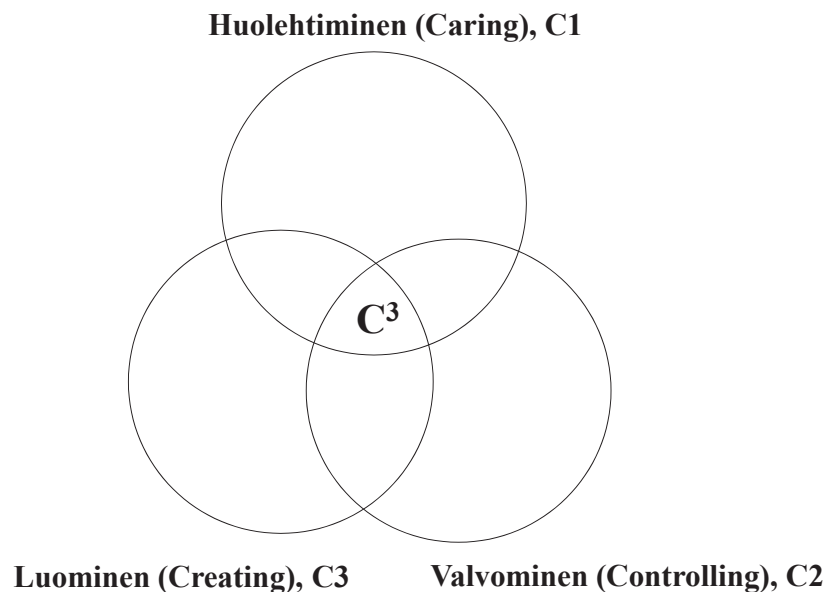 Huolehtiminen (Caring), C1
C³
Luominen (Creating), C3
Valvominen (Controlling), C2